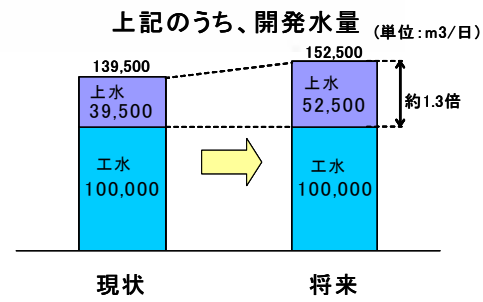 上記のうち、開発水量
（単位：m3/日）
139,500
152,500
上水
39,500
上水
52,500
約1.3倍
工水
100,000
工水
100,000
現状
将来